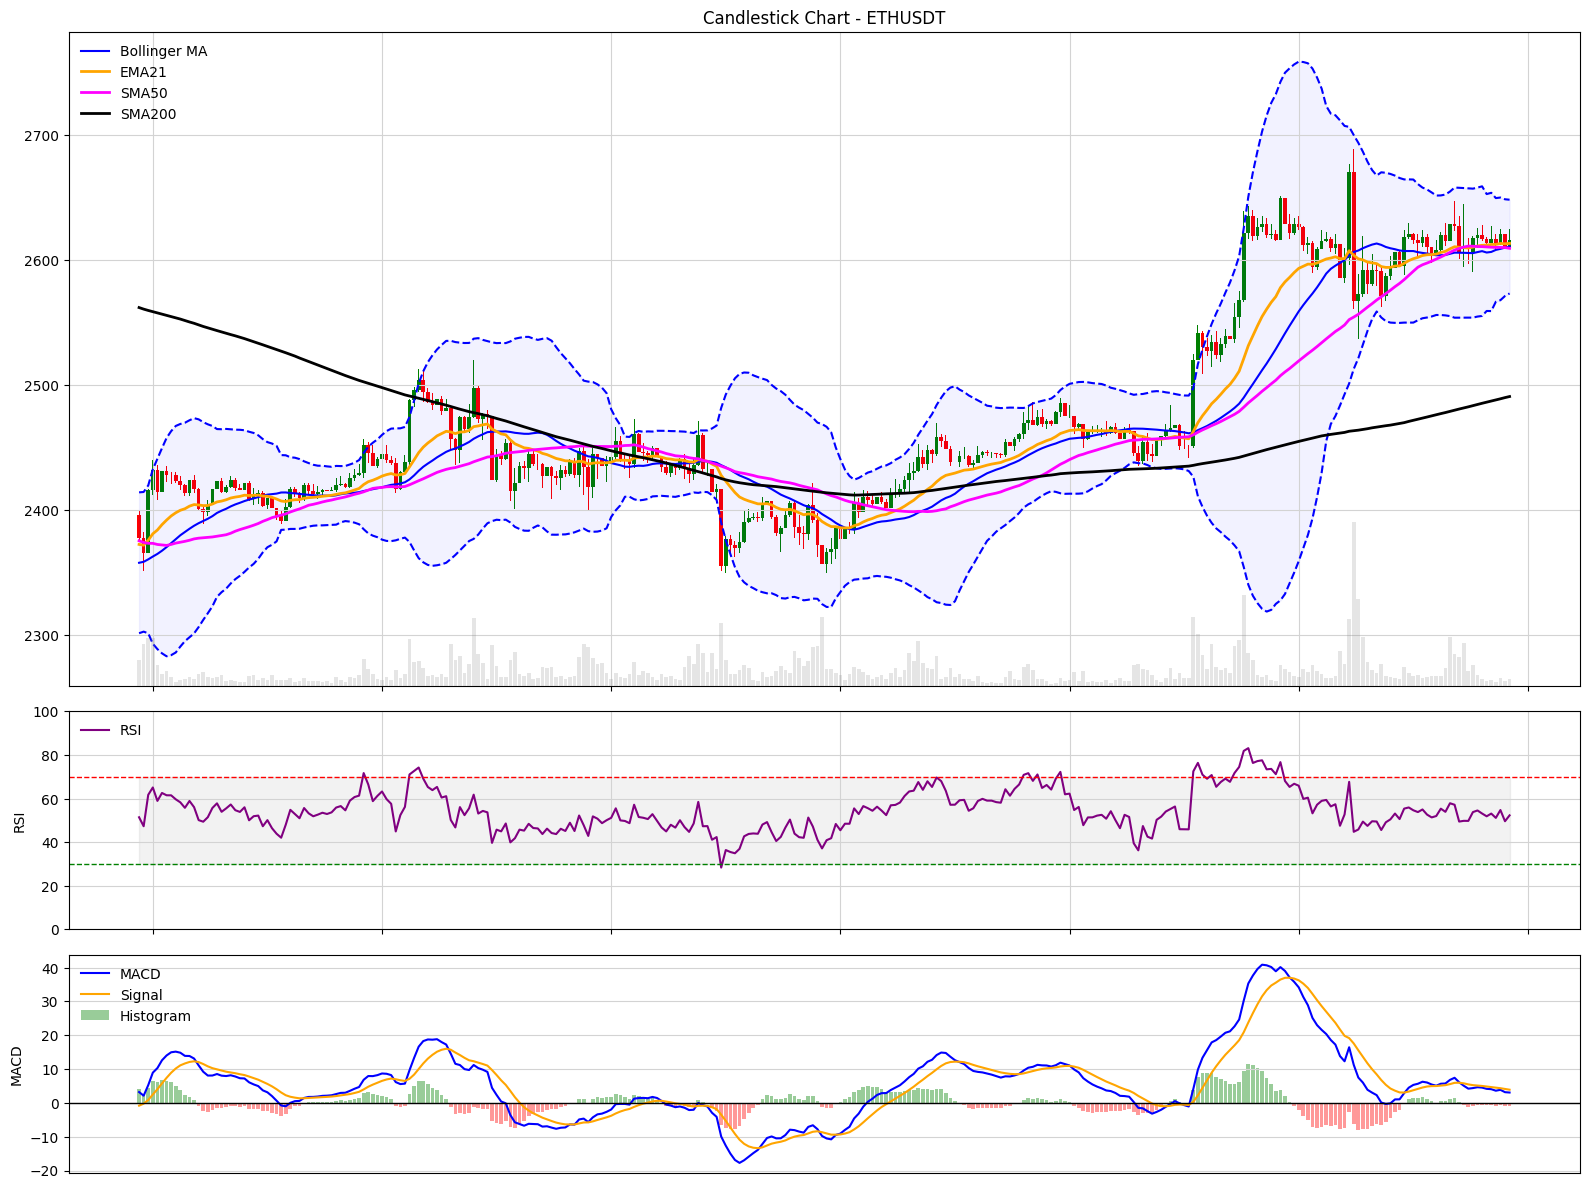 Candlestick Chart - ETHUSDT
Bollinger MA
EMA21
SMA50
SMA200
2700
2600
2500
2400
2300
RSI
100
80
60
40
20
0
RSI
MACD
Signal
Histogram
40
30
20
10
0
−10
−20
MACD